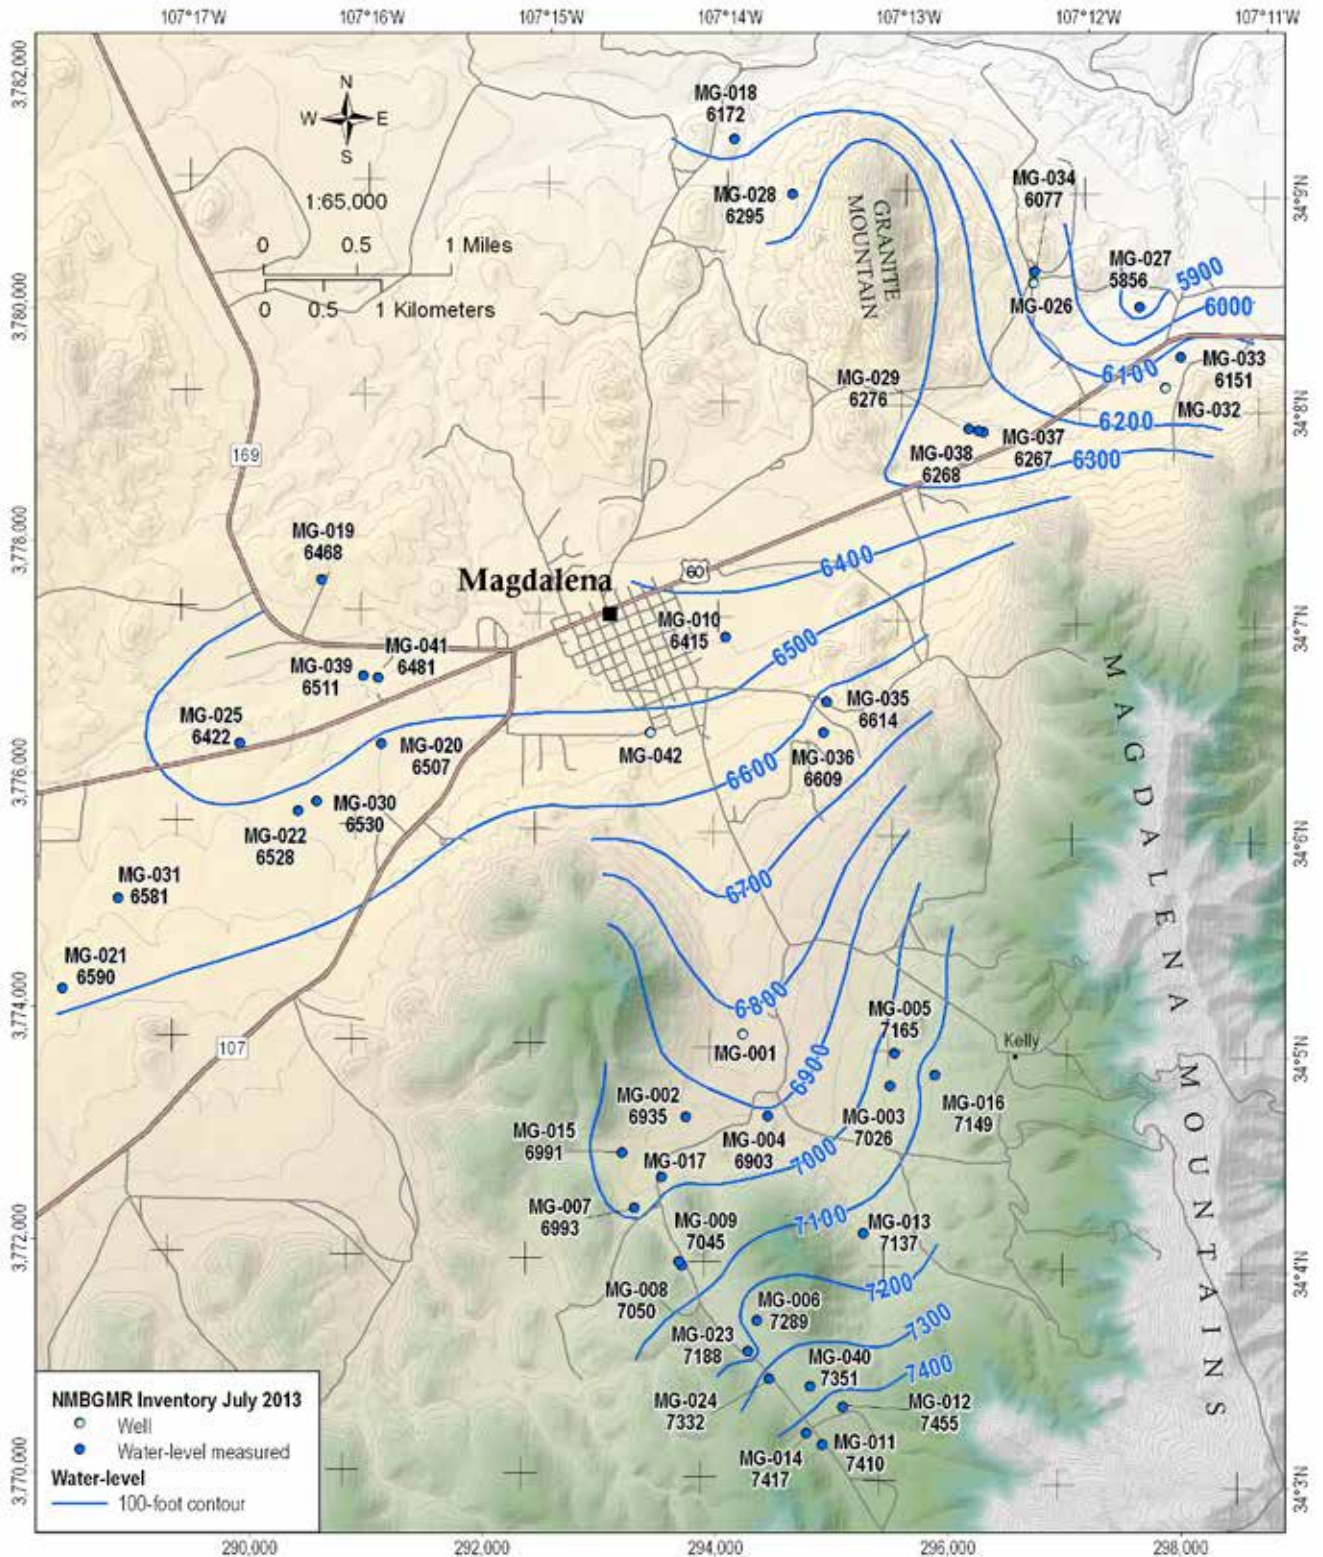 107°17'W 107°16'W 107°15'W 107°14'W 107°13'W 107°12'W 107°11'W
3,782,000
3,780,000
3,778,000
3,776,000
3,774,000
3,772,000
3,770,000
N
W E
S
1:65,000
0 0.5 1 Miles
0 0.5 1 Kilometers
MG-018
6172
MG-028
6295
GRANITE
MOUNTAIN
MG-034
6077
MG-026
MG-027
5856
5900
6000
6100
MG-033
6151
MG-032
6200
6300
MG-029
6276
MG-037
6267
MG-038
6268
169
MG-019
6468
Magdalena
60
6400
MG-010
6415
6500
MG-041
6481
MG-039
6511
MG-025
6422
MG-020
6507
MG-042
MG-035
6614
MG-036
6609
6600
MG-030
6530
MG-022
6528
MG-031
6581
MG-021
6590
6700
6800
MG-001
6900
107
MG-005
7165
Kelly
MG-002
6935
MG-004
6903
MG-003
7026
MG-016
7149
MG-015
6991
MG-017
7000
MG-007
6993
MG-009
7045
7100
MG-013
7137
MG-008
7050
7200
MG-006
7289
MG-023
7188
7300
MG-040
7351
7400
MG-024
7332
MG-012
7455
MG-014
7417
MG-011
7410
MAGDALENA MOUNTAINS
34°9'N
34°8'N
34°7'N
34°6'N
34°5'N
34°4'N
34°3'N
NMBGMR Inventory July 2013
Well
Water-level measured
Water-level
100-foot contour
290,000 292,000 294,000 296,000 298,000